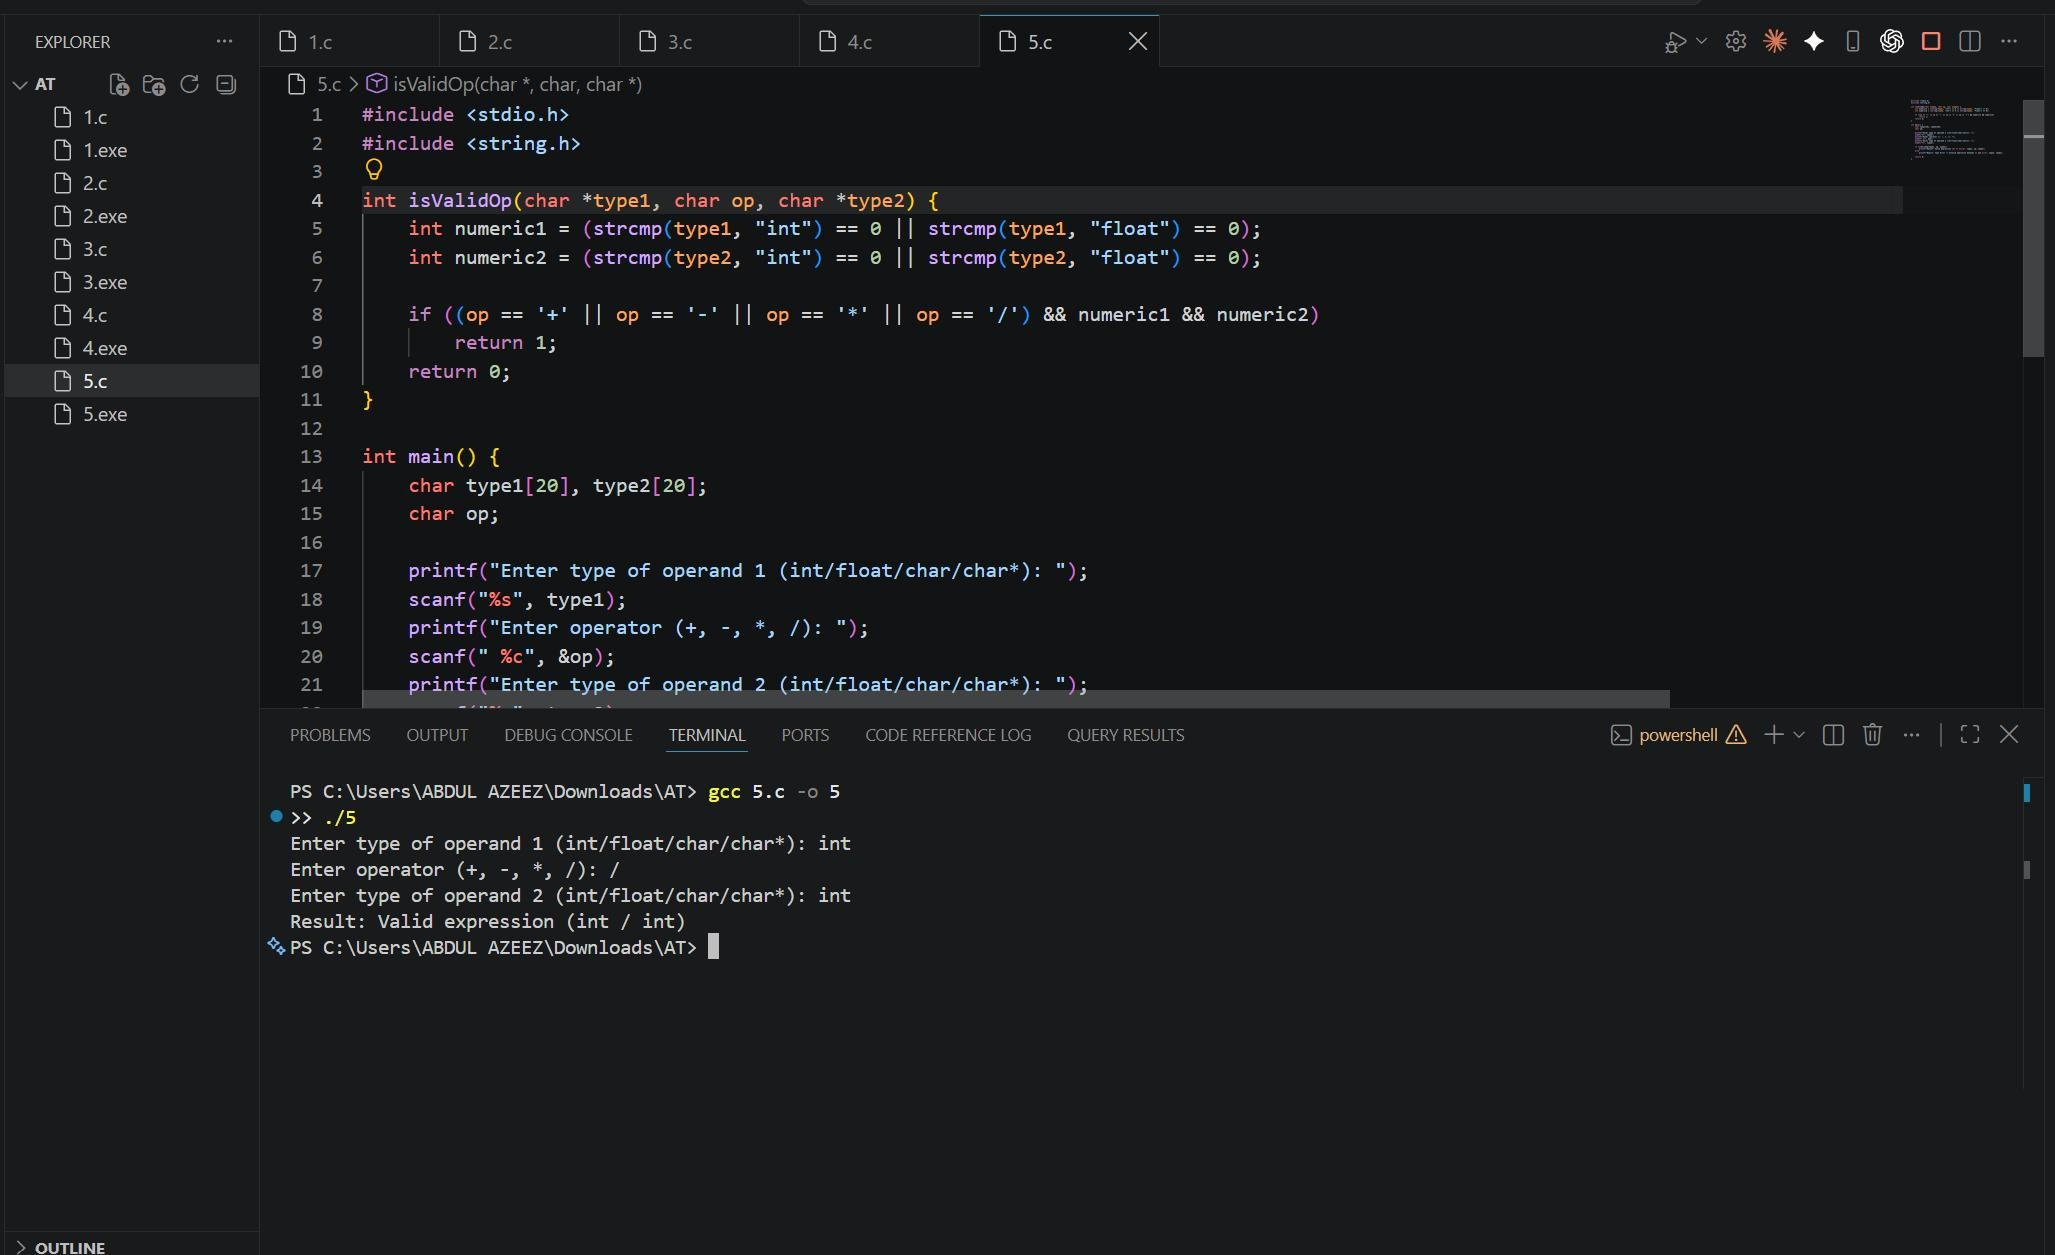 EXPLORER
1.c
2.c
3.c
4.c
5.c
AT
5.c > isValidOp(char *, char, char *)
1.c
1.exe
2.c
2.exe
3.c
3.exe
4.c
4.exe
5.c
5.exe
1 #include <stdio.h>
2 #include <string.h>
3
4 int isValidOp(char *type1, char op, char *type2) {
5     int numeric1 = (strcmp(type1, "int") == 0 || strcmp(type1, "float") == 0);
6     int numeric2 = (strcmp(type2, "int") == 0 || strcmp(type2, "float") == 0);
7
8     if ((op == '+' || op == '-' || op == '*' || op == '/') && numeric1 && numeric2)
9         return 1;
10     return 0;
11 }
12
13 int main() {
14     char type1[20], type2[20];
15     char op;
16
17     printf("Enter type of operand 1 (int/float/char/char*): ");
18     scanf("%s", type1);
19     printf("Enter operator (+, -, *, /): ");
20     scanf(" %c", &op);
21     printf("Enter type of operand 2 (int/float/char/char*): ");
PROBLEMS OUTPUT DEBUG CONSOLE TERMINAL PORTS CODE REFERENCE LOG QUERY RESULTS powershell
PS C:\Users\ABDUL AZEEZ\Downloads\AT> gcc 5.c -o 5
>> ./5
Enter type of operand 1 (int/float/char/char*): int
Enter operator (+, -, *, /): /
Enter type of operand 2 (int/float/char/char*): int
Result: Valid expression (int / int)
PS C:\Users\ABDUL AZEEZ\Downloads\AT>
OUTLINE